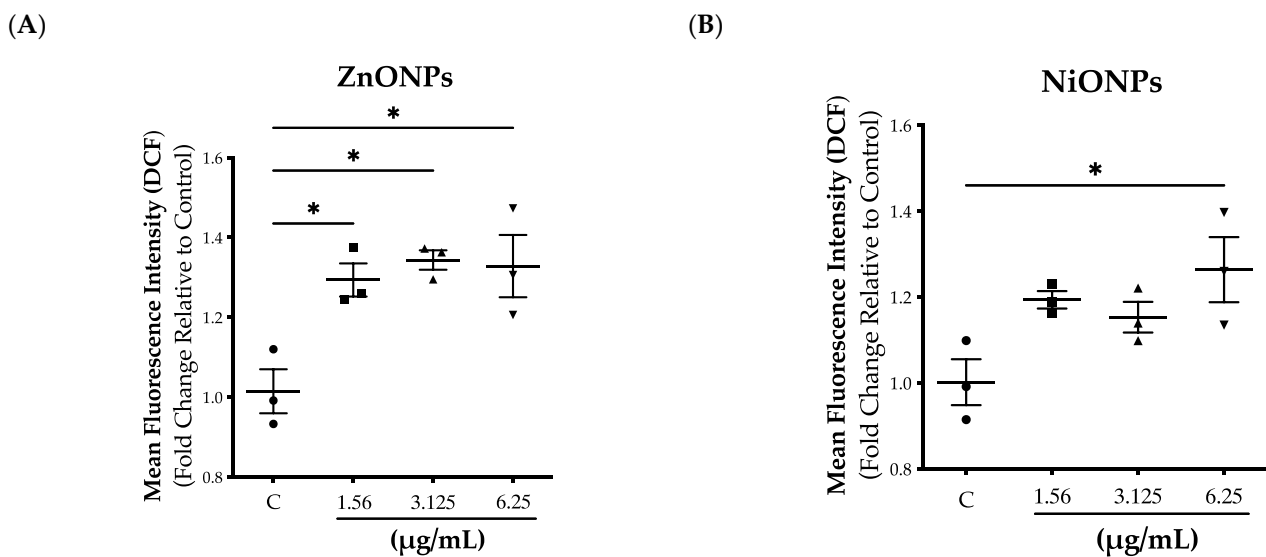 (A)
ZnONPs
Mean Fluorescence Intensity (DCF)
(Fold Change Relative to Control)
*
*
*
1.6
1.4
1.2
1.0
0.8
C
1.56
3.125
6.25
(μg/mL)
(B)
NiONPs
Mean Fluorescence Intensity (DCF)
(Fold Change Relative to Control)
*
1.6
1.4
1.2
1.0
0.8
C
1.56
3.125
6.25
(μg/mL)